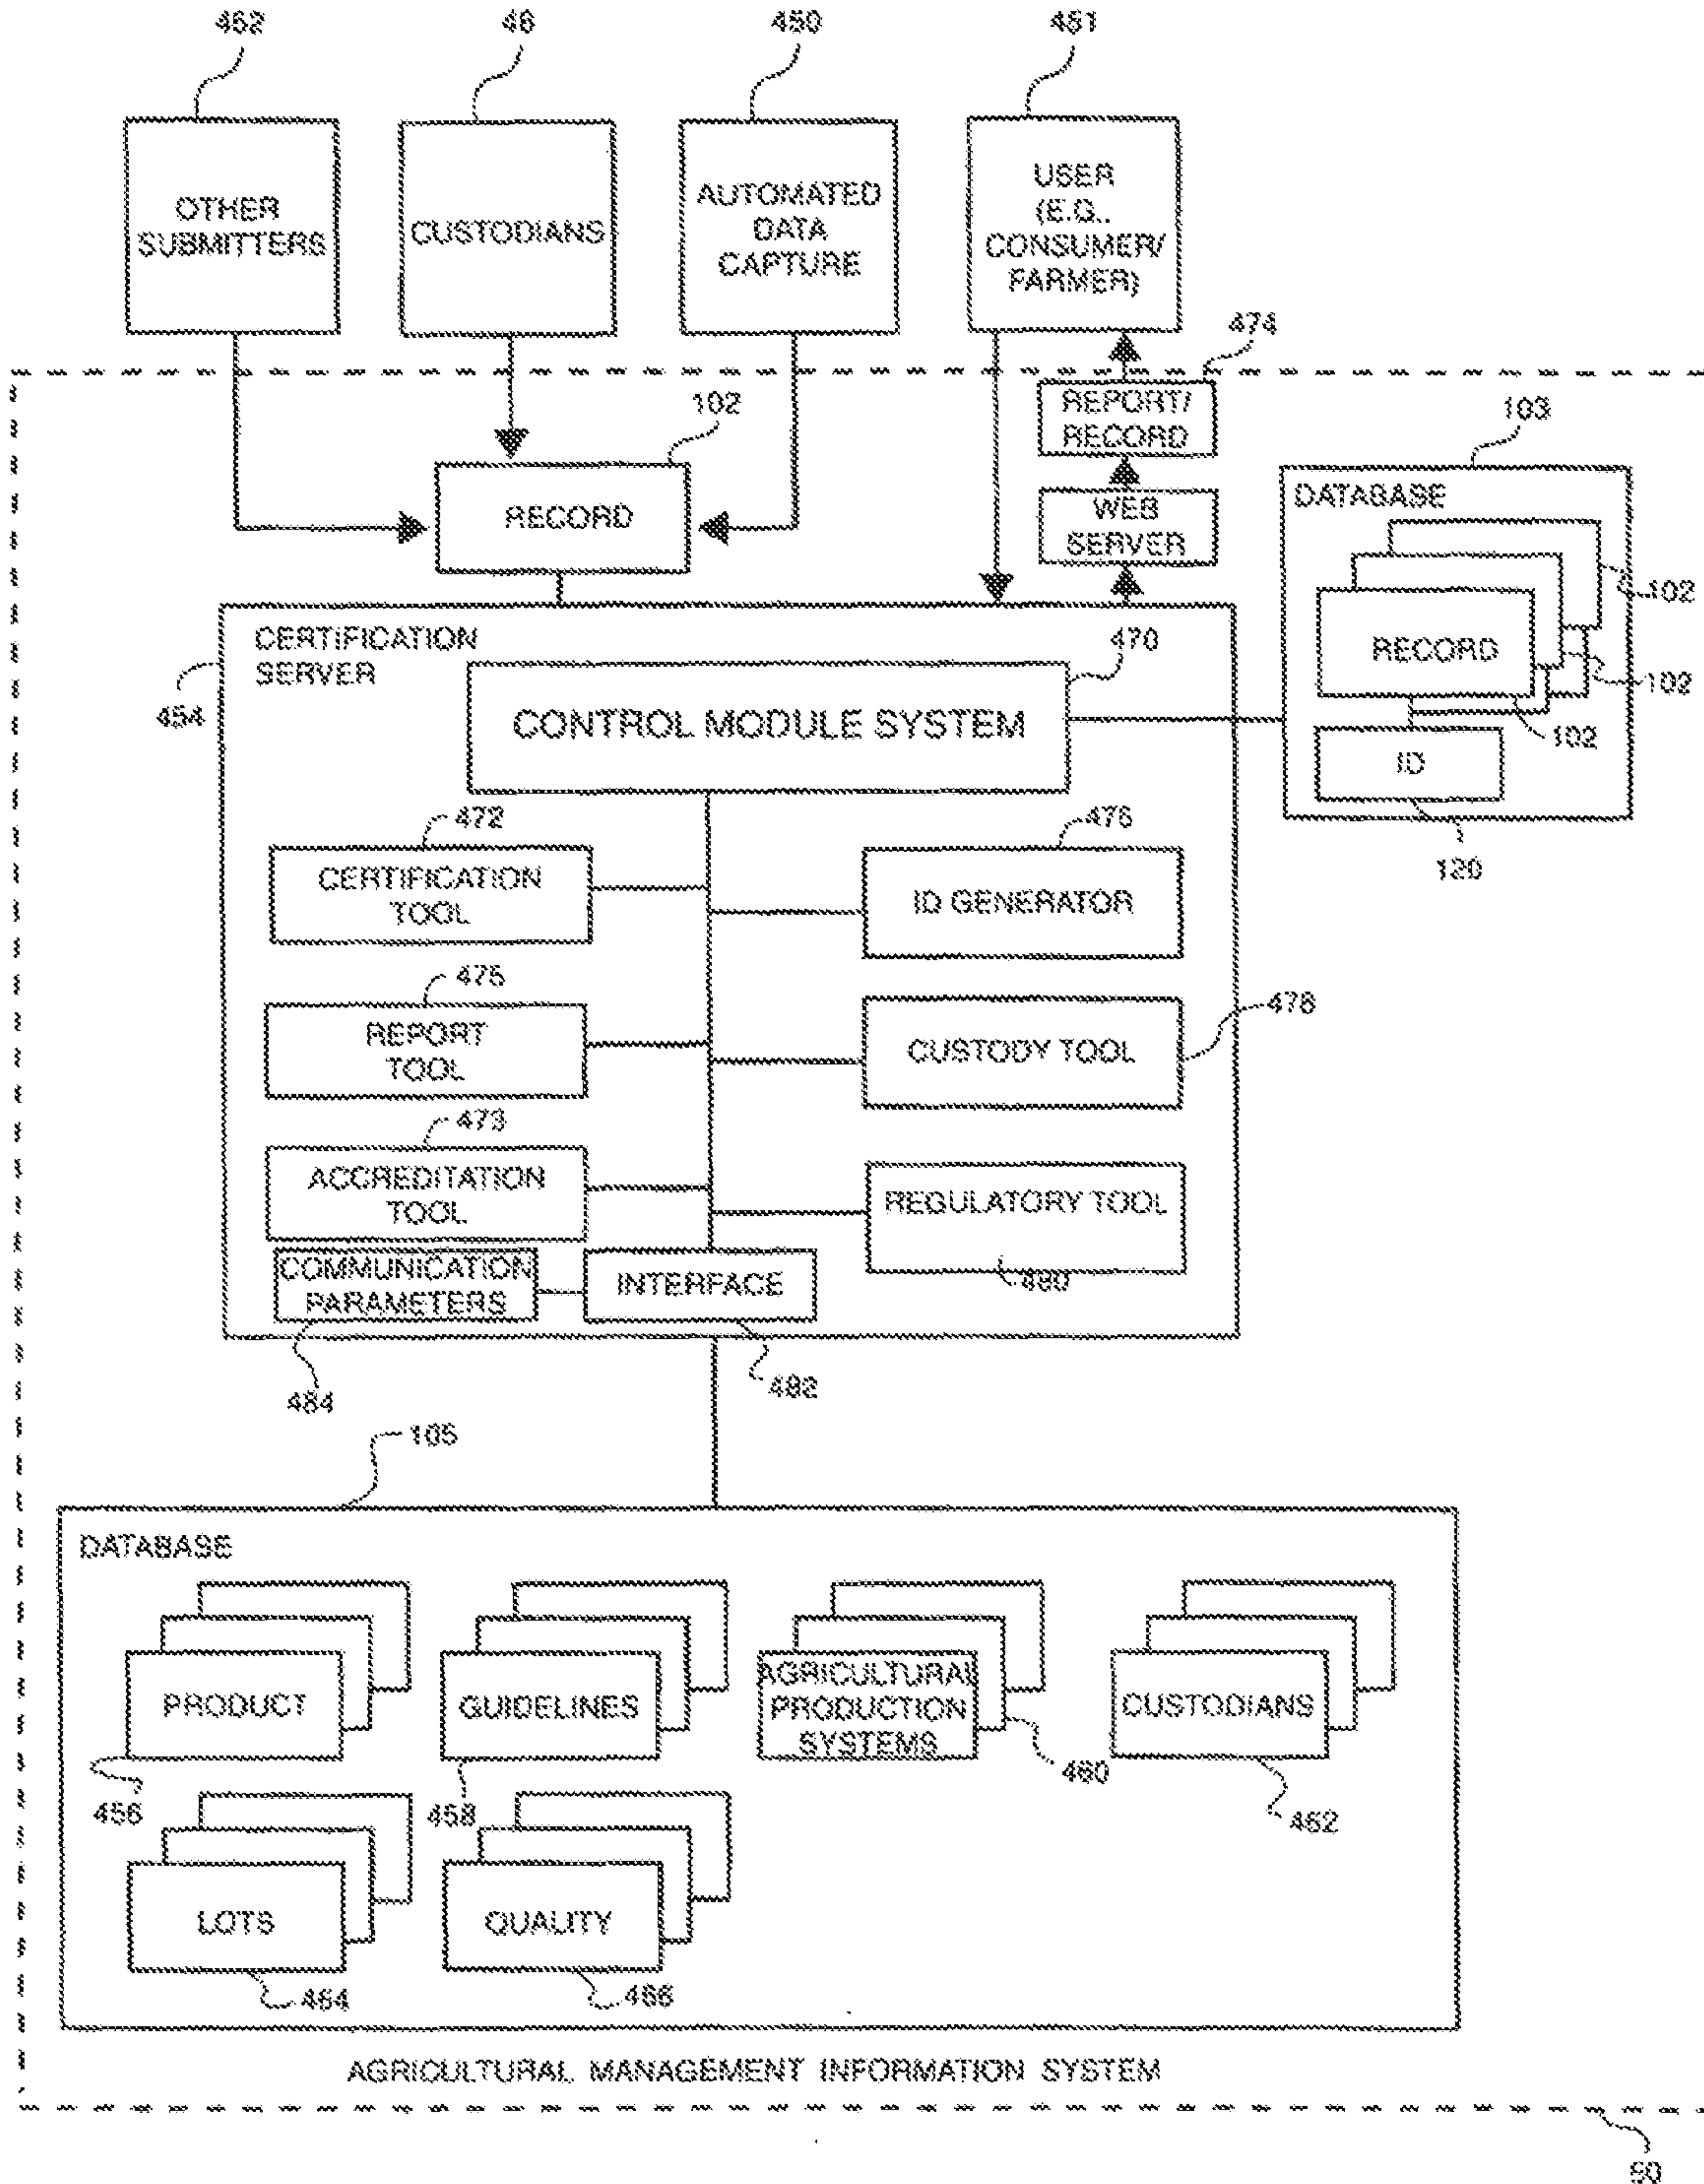 452
46
450
451
OTHER
SUBMITTERS
CUSTODIANS
AUTOMATED
DATA
CAPTURE
USER
(E.G.,
CONSUMER/
FARMER)
474
102
REPORT/
RECORD
103
RECORD
WEB
SERVER
DATABASE
102
RECORD
102
102
ID
120
CERTIFICATION
SERVER
454
470
CONTROL MODULE SYSTEM
472
476
CERTIFICATION
TOOL
ID GENERATOR
475
478
REPORT
TOOL
CUSTODY TOOL
473
ACCREDITATION
TOOL
REGULATORY TOOL
480
COMMUNICATION
PARAMETERS
INTERFACE
484
482
105
DATABASE
PRODUCT
GUIDELINES
AGRICULTURAL
PRODUCTION
SYSTEMS
CUSTODIANS
456
458
460
462
LOTS
QUALITY
464
466
AGRICULTURAL MANAGEMENT INFORMATION SYSTEM
50